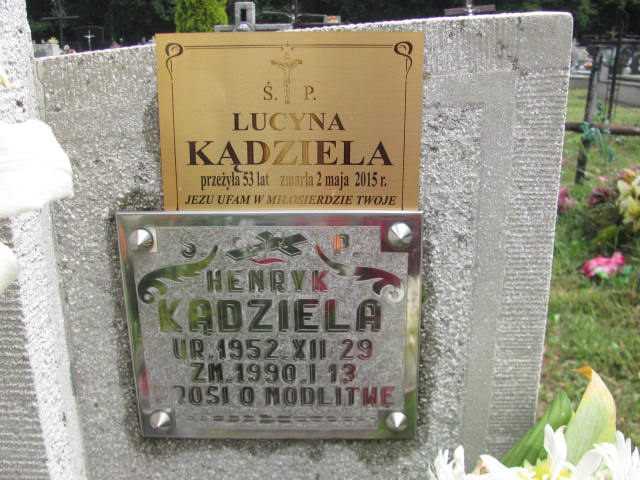 Ś. P.
LUCYNA
KĄDZIELA
przeżyła 53 lat zmarła 2 maja 2015 r.
JEZU UFAM W MIŁOSIERDZIE TWOJE
Ś P.
HENRYK
KĄDZIELA
UR. 1952.XII 29
ZM. 1990.I 13
PROSI O MODLITWE